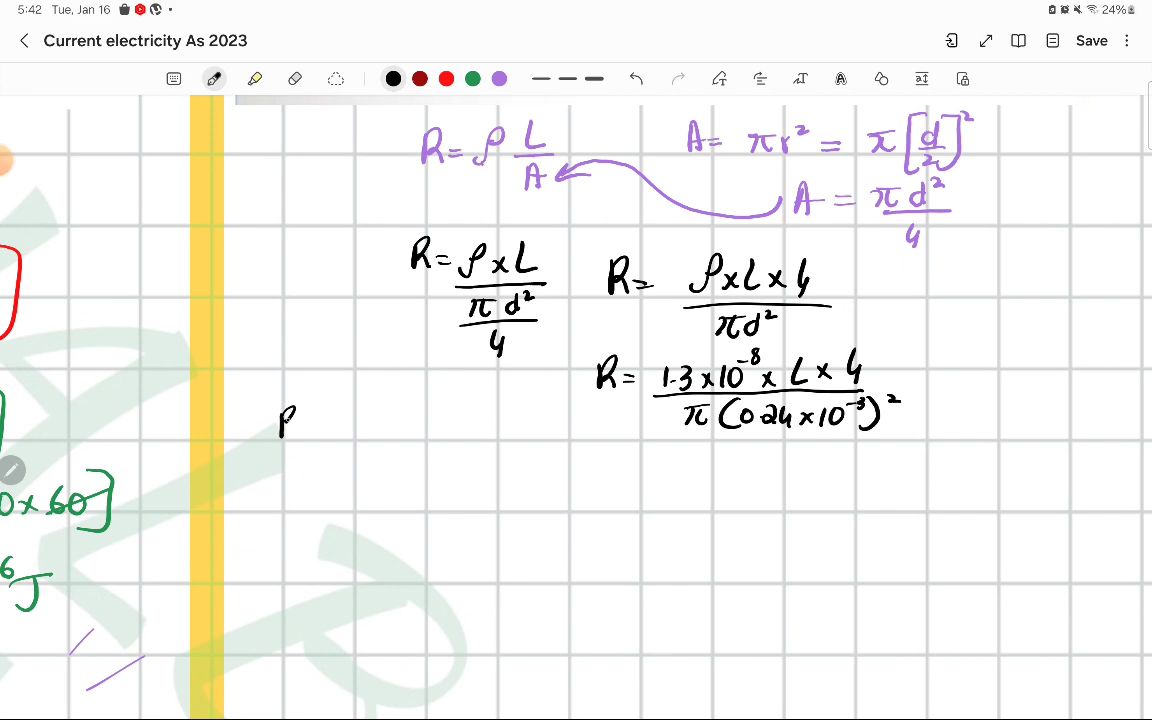 5:42 Tue, Jan 16 24%
Current electricity As 2023 Save
R = ρ L/A A = πr² = π[d/2]²
A = πd²/4
R = ρ×L / (πd²/4) R = ρ×L×4 / πd²
R = 1.3×10⁻⁸ × L × 4 / π(0.24×10⁻³)²
P
0×60]
⁶J